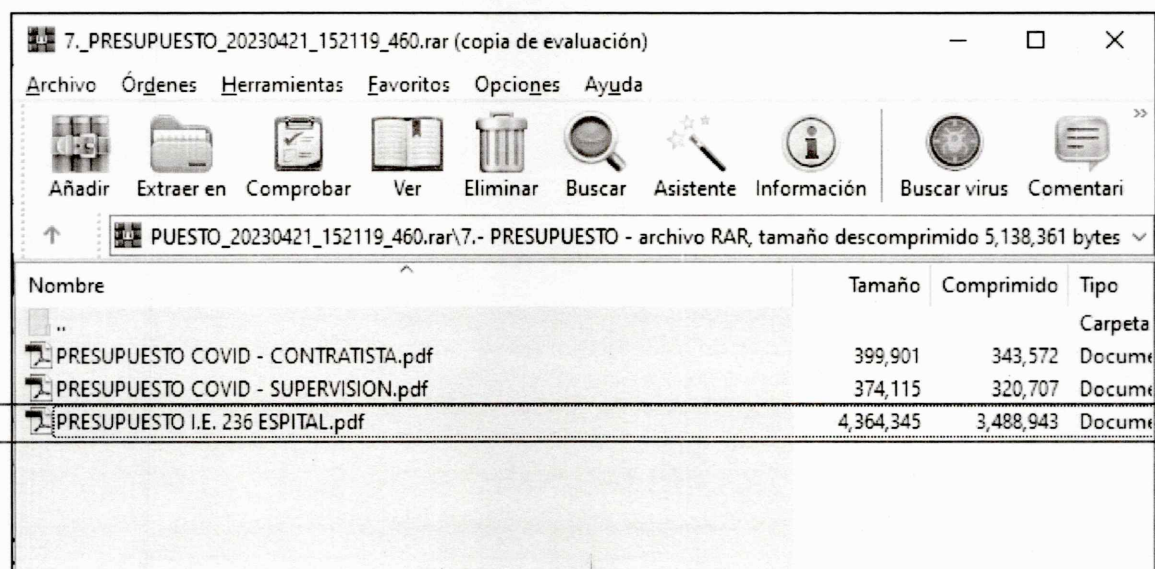 7._PRESUPUESTO_20230421_152119_460.rar (copia de evaluación)
Archivo Órdenes Herramientas Favoritos Opciones Ayuda
Añadir Extraer en Comprobar Ver Eliminar Buscar Asistente Información Buscar virus Comentari
PUESTO_20230421_152119_460.rar\7.- PRESUPUESTO - archivo RAR, tamaño descomprimido 5,138,361 bytes
Nombre Tamaño Comprimido Tipo
.. Carpeta
PRESUPUESTO COVID - CONTRATISTA.pdf 399,901 343,572 Docume
PRESUPUESTO COVID - SUPERVISION.pdf 374,115 320,707 Docume
PRESUPUESTO I.E. 236 ESPITAL.pdf 4,364,345 3,488,943 Docume